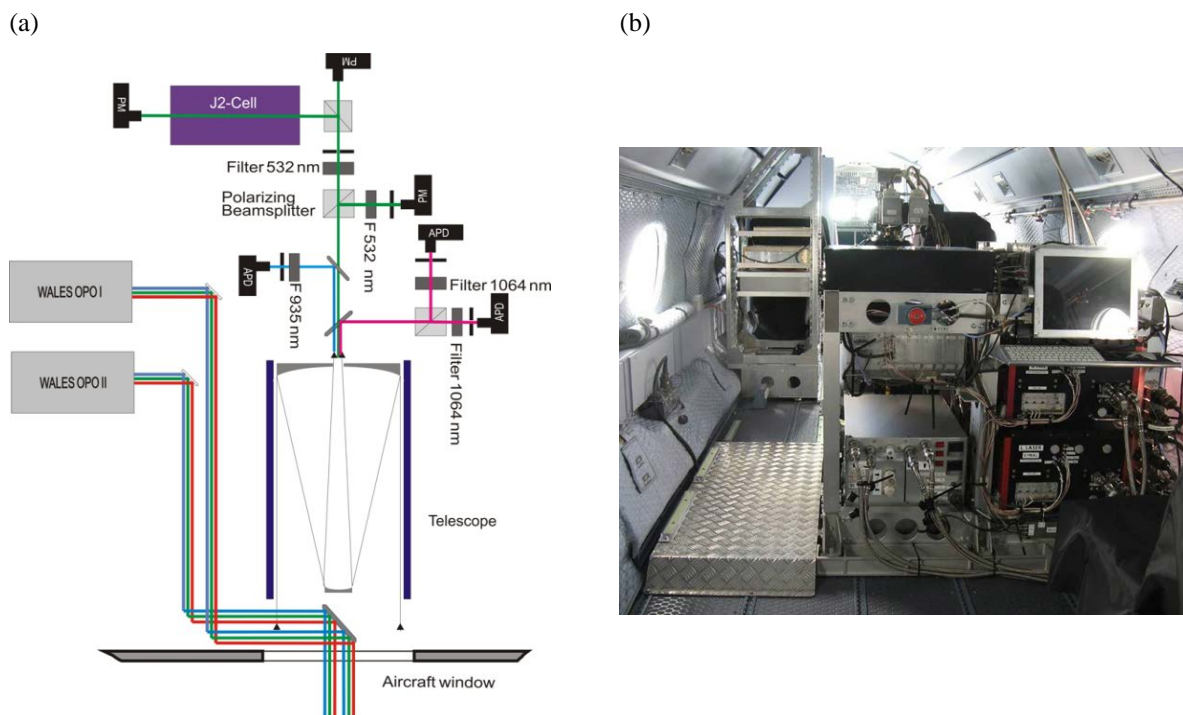 (a)
(b)
PM
PM
J2-Cell
Filter 532 nm
Polarizing
Beamsplitter
PM
F 532 nm
APD
APD
Filter 1064 nm
F 935 nm
APD
Filter 1064 nm
WALES OPO I
WALES OPO II
Telescope
Aircraft window